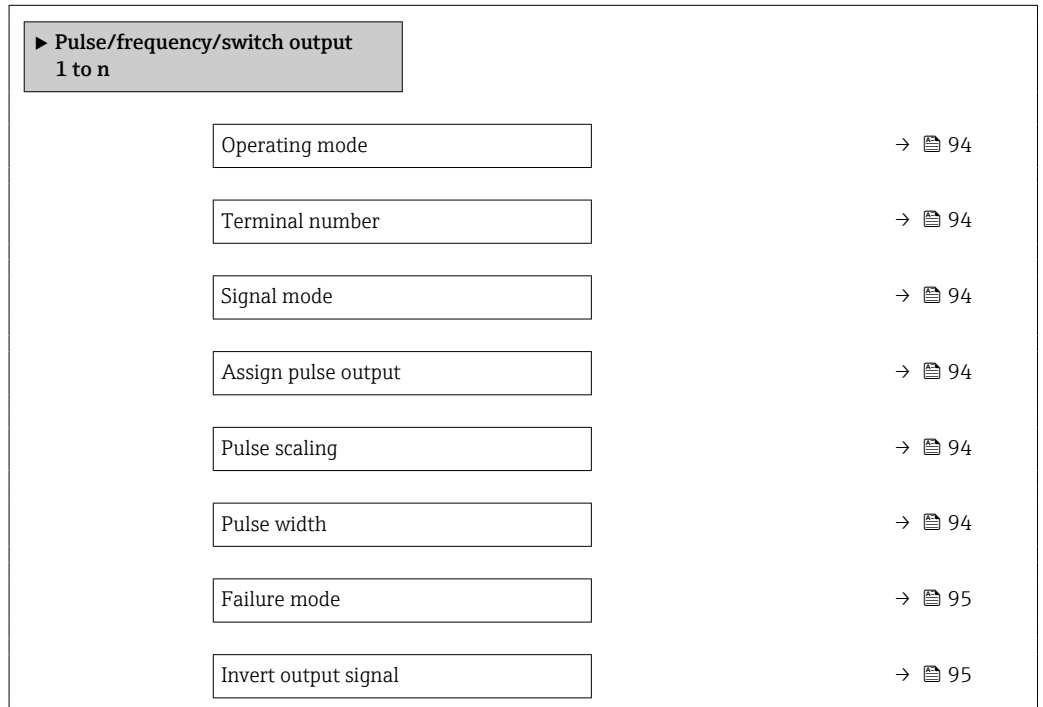 ▶ Pulse/frequency/switch output
1 to n
Operating mode → 94
Terminal number → 94
Signal mode → 94
Assign pulse output → 94
Pulse scaling → 94
Pulse width → 94
Failure mode → 95
Invert output signal → 95